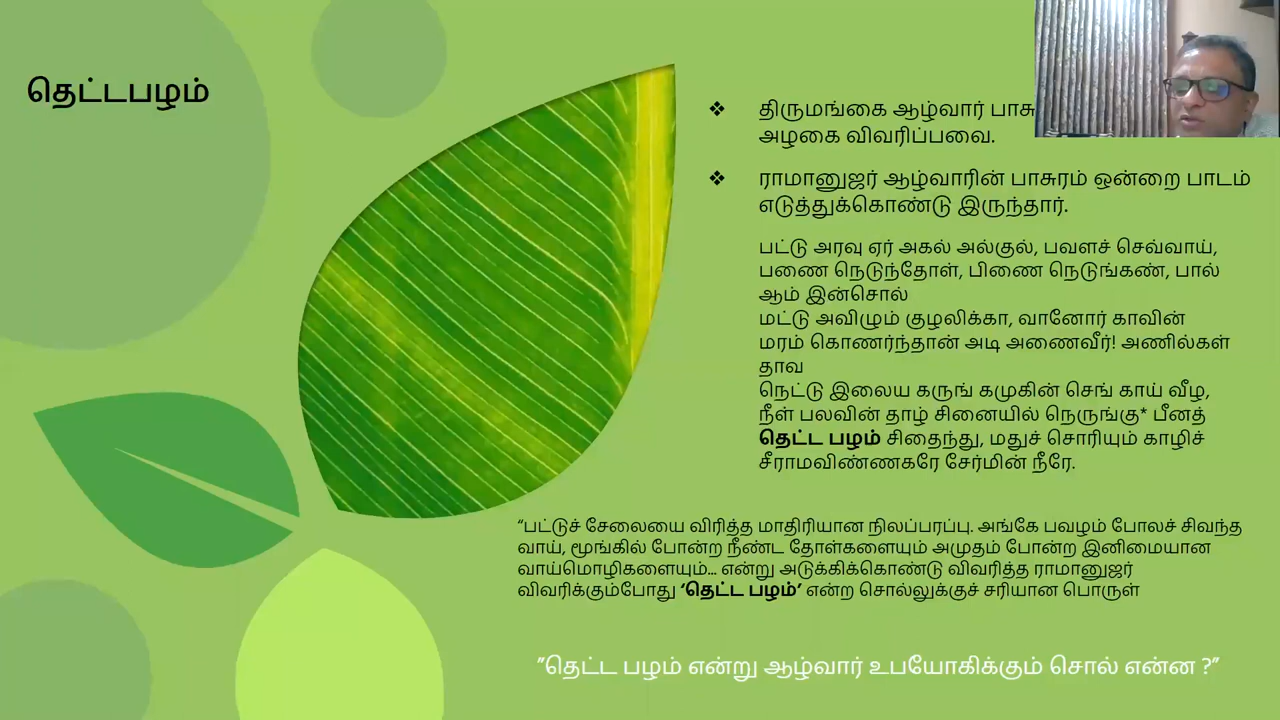 தெட்டபழம்
❖ திருமங்கை ஆழ்வார்
அழகை விவரிப்பவை.
❖ ராமானுஜர் ஆழ்வாரின் பாசுரம் ஒன்றை பாடம்
எடுத்துக்கொண்டு இருந்தார்.
பட்டு அரவு ஏர் அகல் அல்குல், பவளச் செவ்வாய்,
பணை நெடுந்தோள், பிணை நெடுங்கண், பால்
ஆம் இன்சொல்
மட்டு அவிழும் குழலிக்கா, வானோர் காவின்
மரம் கொணர்ந்தான் அடி அணைவீர்! அணில்கள்
தாவ
நெட்டு இலைய கருங் கமுகின் செங் காய் வீழ,
நீள் பலவின் தாழ் சினையில் நெருங்கு* பீனத்
தெட்ட பழம் சிதைந்து, மதுச் சொரியும் காழிச்
சீராமவிண்ணகரே சேர்மின் நீரே.
“பட்டுச் சேலையை விரித்த மாதிரியான நிலப்பரப்பு. அங்கே பவழம் போலச் சிவந்த
வாய், மூங்கில் போன்ற நீண்ட தோள்களையும் அமுதம் போன்ற இனிமையான
வாய்மொழிகளையும்... என்று அடுக்கிக்கொண்டு விவரித்த ராமானுஜர்
விவரிக்கும்போது ‘தெட்ட பழம்’ என்ற சொல்லுக்குச் சரியான பொருள்
”தெட்ட பழம் என்று ஆழ்வார் உபயோகிக்கும் சொல் என்ன ?”